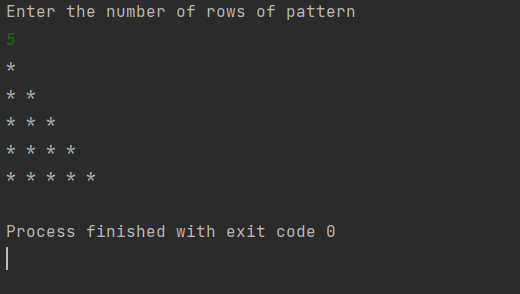 Enter the number of rows of pattern
5
*
* *
* * *
* * * *
* * * * *
Process finished with exit code 0